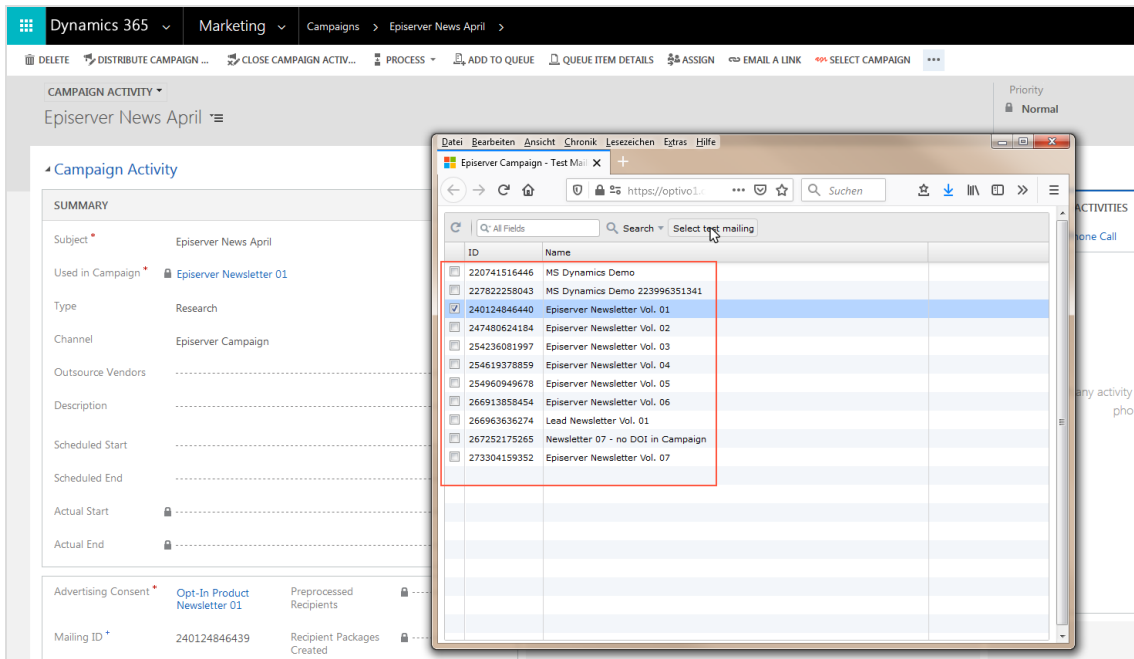 Dynamics 365 Marketing Campaigns > Episerver News April >
DELETE DISTRIBUTE CAMPAIGN ... CLOSE CAMPAIGN ACTIV... PROCESS ADD TO QUEUE QUEUE ITEM DETAILS ASSIGN EMAIL A LINK SELECT CAMPAIGN •••
CAMPAIGN ACTIVITY
Episerver News April
Priority
Normal
Campaign Activity
SUMMARY
Subject * Episerver News April
Used in Campaign * Episerver Newsletter 01
Type Research
Channel Episerver Campaign
Outsource Vendors
Description
Scheduled Start
Scheduled End
Actual Start
Actual End
Advertising Consent * Opt-In Product
Newsletter 01
Preprocessed
Recipients
Mailing ID + 240124846439
Recipient Packages
Created
Datei Bearbeiten Ansicht Chronik Lesezeichen Extras Hilfe
Episerver Campaign - Test Mail
https://optivo1. ••• Suchen
All Fields Search Select test mailing
ID Name
220741516446 MS Dynamics Demo
227822258043 MS Dynamics Demo 223996351341
240124846440 Episerver Newsletter Vol. 01
247480624184 Episerver Newsletter Vol. 02
254236081997 Episerver Newsletter Vol. 03
254619378859 Episerver Newsletter Vol. 04
254960949678 Episerver Newsletter Vol. 05
266913858454 Episerver Newsletter Vol. 06
266963636274 Lead Newsletter Vol. 01
267252175265 Newsletter 07 - no DOI in Campaign
273304159352 Episerver Newsletter Vol. 07
ACTIVITIES
hone Call
any activity
pho